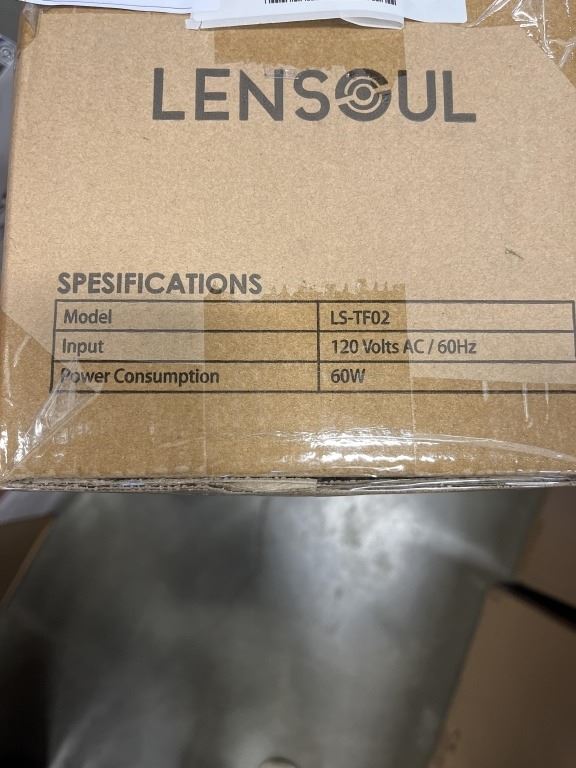 LENSOUL
SPESIFICATIONS
Model LS-TF02
Input 120 Volts AC / 60Hz
Power Consumption 60W